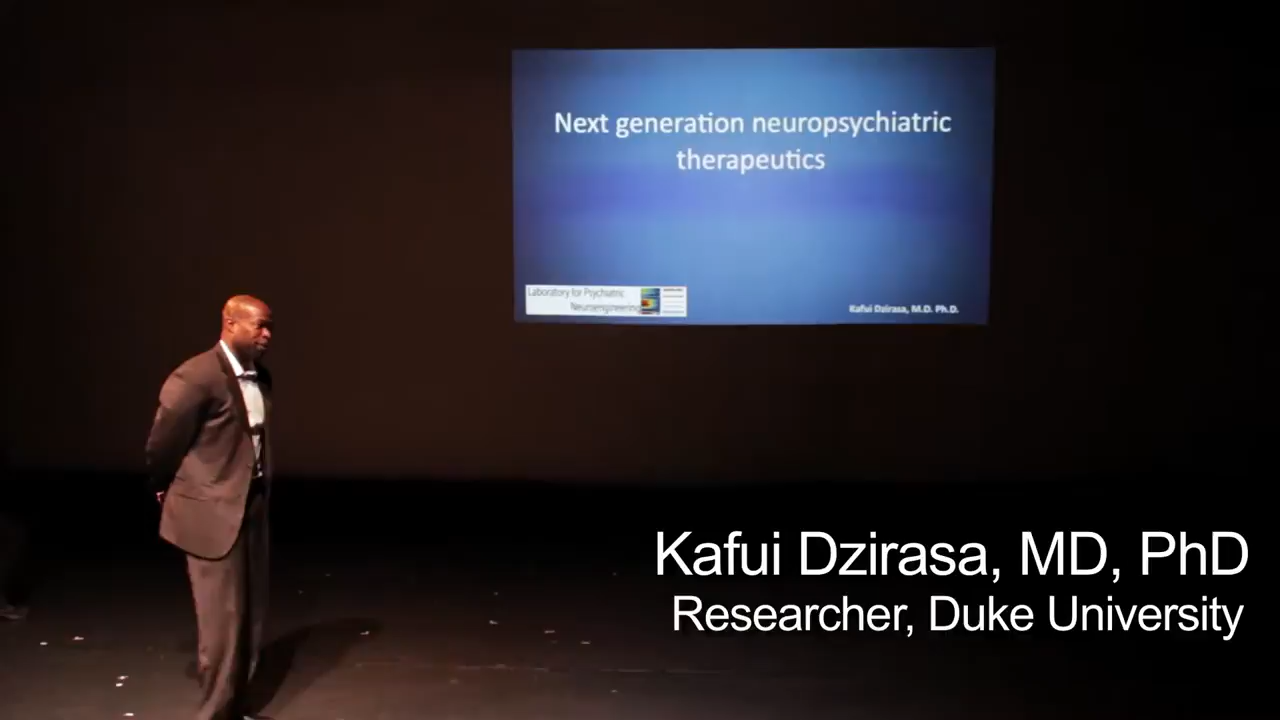 Next generation neuropsychiatric
therapeutics
Laboratory for Psychiatric
Neuroengineering
Kafui Dzirasa, M.D. Ph.D.
Kafui Dzirasa, MD, PhD
Researcher, Duke University